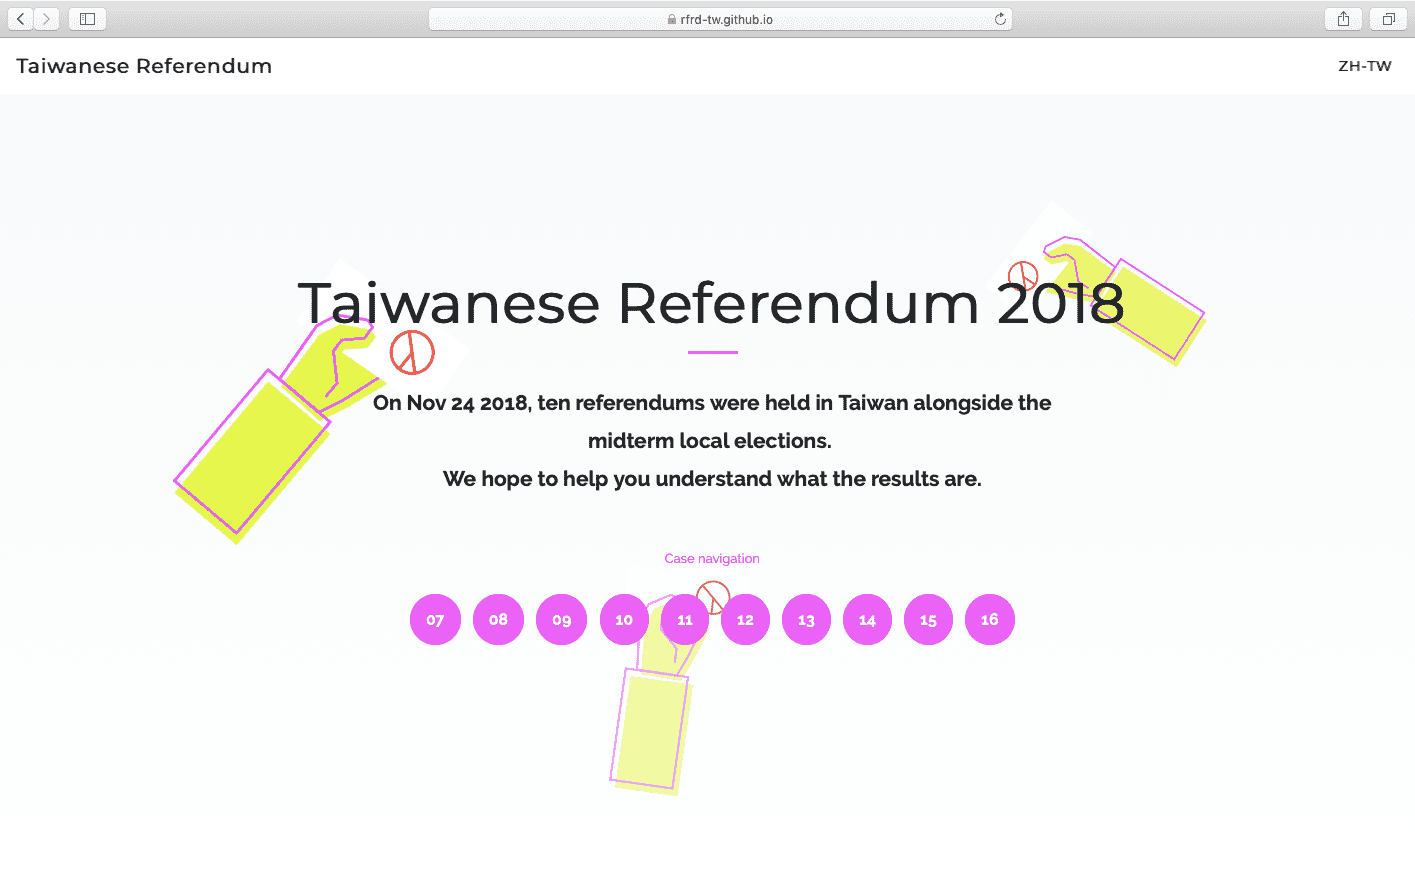 rfrd-tw.github.io
Taiwanese Referendum
ZH-TW
Taiwanese Referendum 2018
On Nov 24 2018, ten referendums were held in Taiwan alongside the
midterm local elections.
We hope to help you understand what the results are.
Case navigation
07 08 09 10 11 12 13 14 15 16